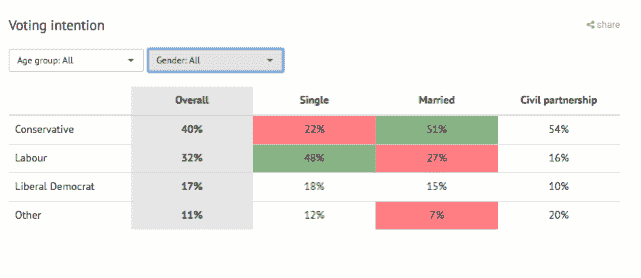 Voting intention
share
Age group: All
Gender: All
Overall Single Married Civil partnership
Conservative 40% 22% 51% 54%
Labour 32% 48% 27% 16%
Liberal Democrat 17% 18% 15% 10%
Other 11% 12% 7% 20%